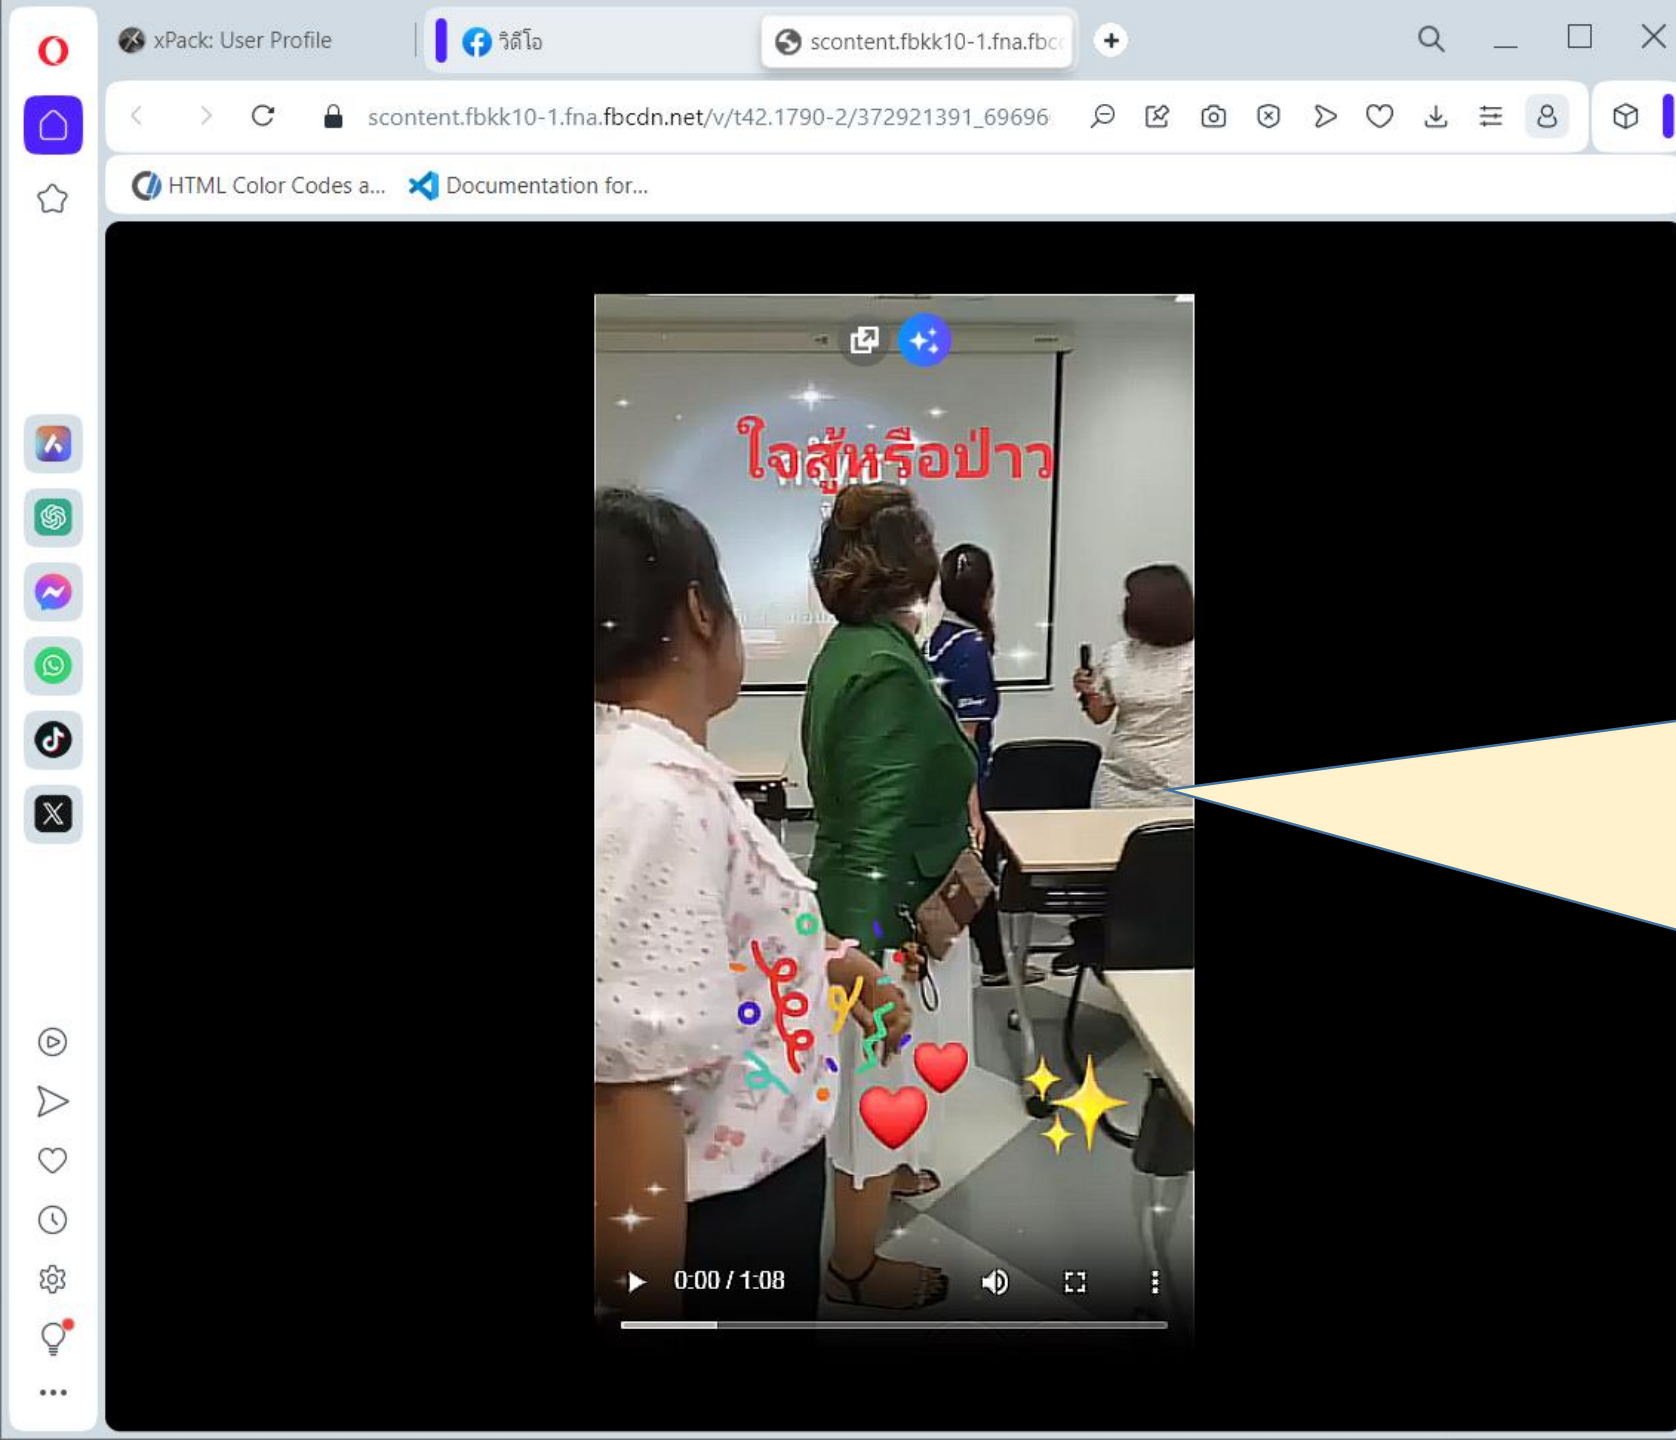 xPack: User Profile
วิดีโอ
scontent.fbkk10-1.fna.fbc
scontent.fbkk10-1.fna.fbcdn.net/v/t42.1790-2/372921391_69696
HTML Color Codes a...
Documentation for...
ใจสู้หรือป่าว
0:00 / 1:08